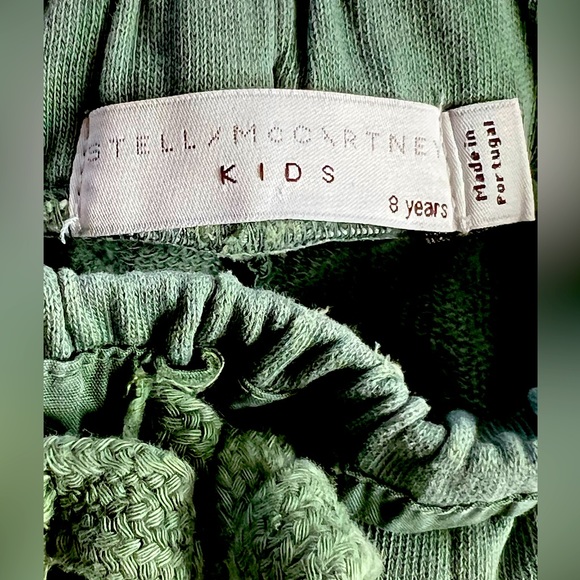 STELLA McCARTNEY
KIDS
8 years
Made in
Portugal